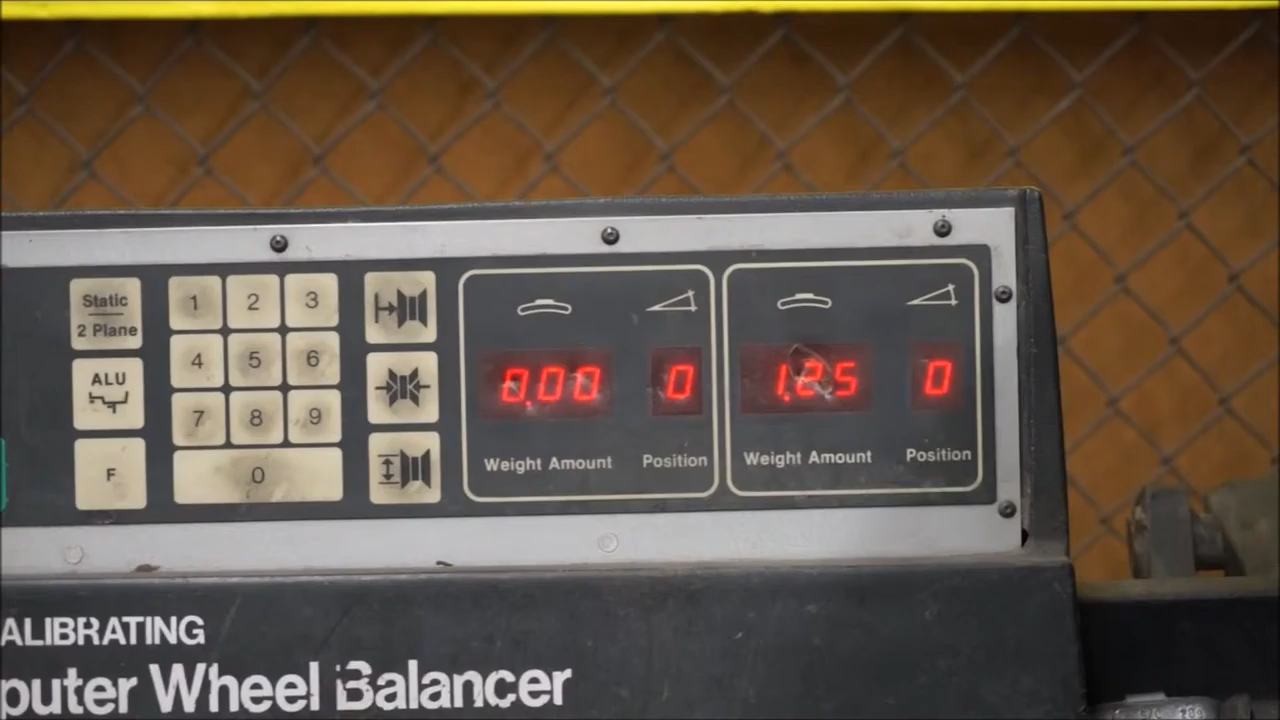 Static
2 Plane
ALU
F
1 2 3
4 5 6
7 8 9
0
0.00 0
Weight Amount Position
1.25 0
Weight Amount Position
ALIBRATING
puter Wheel Balancer